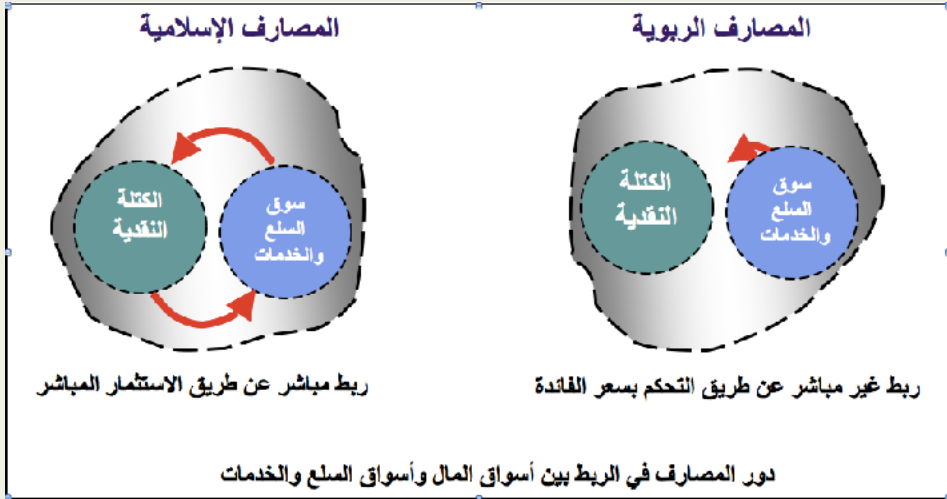 المصارف الربوية
المصارف الإسلامية
سوق
السلع
والخدمات
الكتلة
النقدية
سوق
السلع
والخدمات
الكتلة
النقدية
ربط غير مباشر عن طريق التحكم بسعر الفائدة
ربط مباشر عن طريق الاستثمار المباشر
دور المصارف في الربط بين أسواق المال وأسواق السلع والخدمات